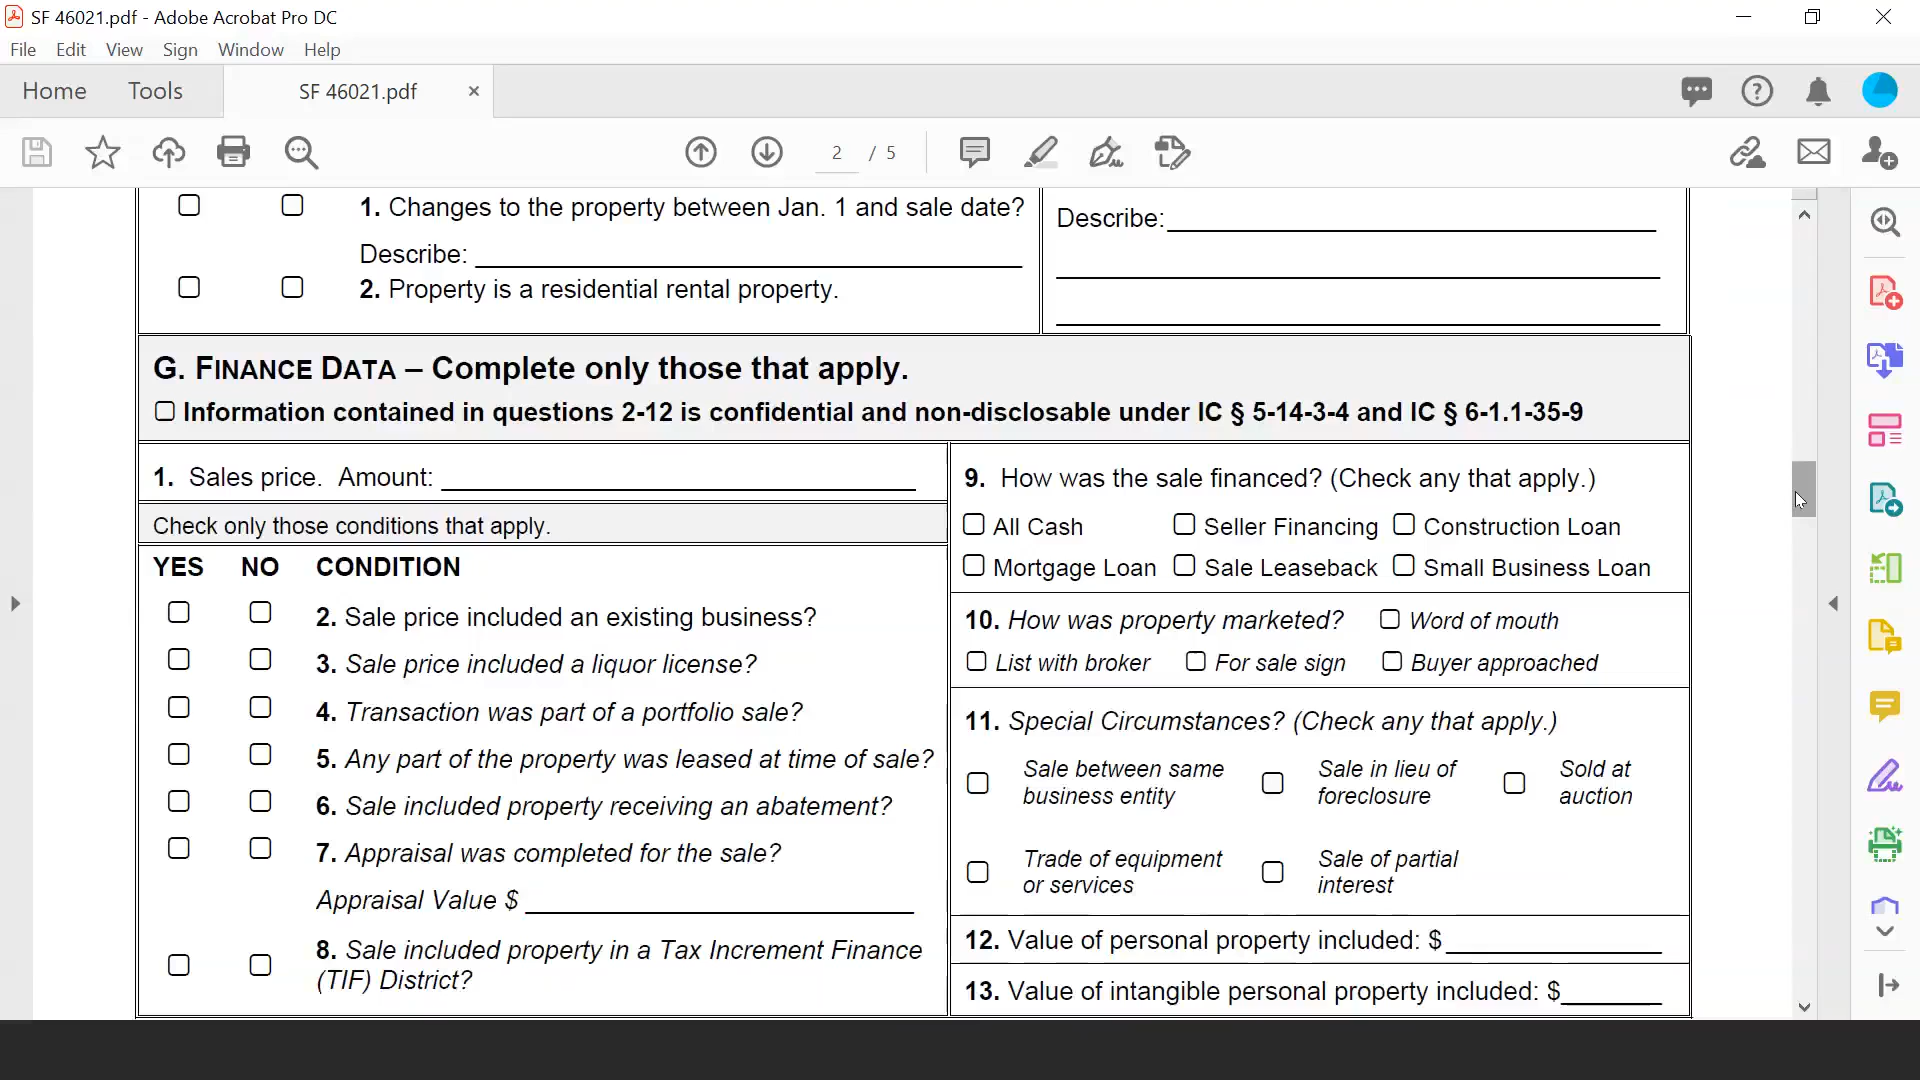 SF 46021.pdf - Adobe Acrobat Pro DC
File Edit View Sign Window Help
Home Tools SF 46021.pdf ×
2 / 5
1. Changes to the property between Jan. 1 and sale date?
Describe:
2. Property is a residential rental property.
Describe:
G. FINANCE DATA – Complete only those that apply.
Information contained in questions 2-12 is confidential and non-disclosable under IC § 5-14-3-4 and IC § 6-1.1-35-9
1. Sales price. Amount:
Check only those conditions that apply.
YES NO CONDITION
2. Sale price included an existing business?
3. Sale price included a liquor license?
4. Transaction was part of a portfolio sale?
5. Any part of the property was leased at time of sale?
6. Sale included property receiving an abatement?
7. Appraisal was completed for the sale?
Appraisal Value $
8. Sale included property in a Tax Increment Finance
(TIF) District?
9. How was the sale financed? (Check any that apply.)
All Cash Seller Financing Construction Loan
Mortgage Loan Sale Leaseback Small Business Loan
10. How was property marketed? Word of mouth
List with broker For sale sign Buyer approached
11. Special Circumstances? (Check any that apply.)
Sale between same Sale in lieu of Sold at
business entity foreclosure auction
Trade of equipment Sale of partial
or services interest
12. Value of personal property included: $
13. Value of intangible personal property included: $